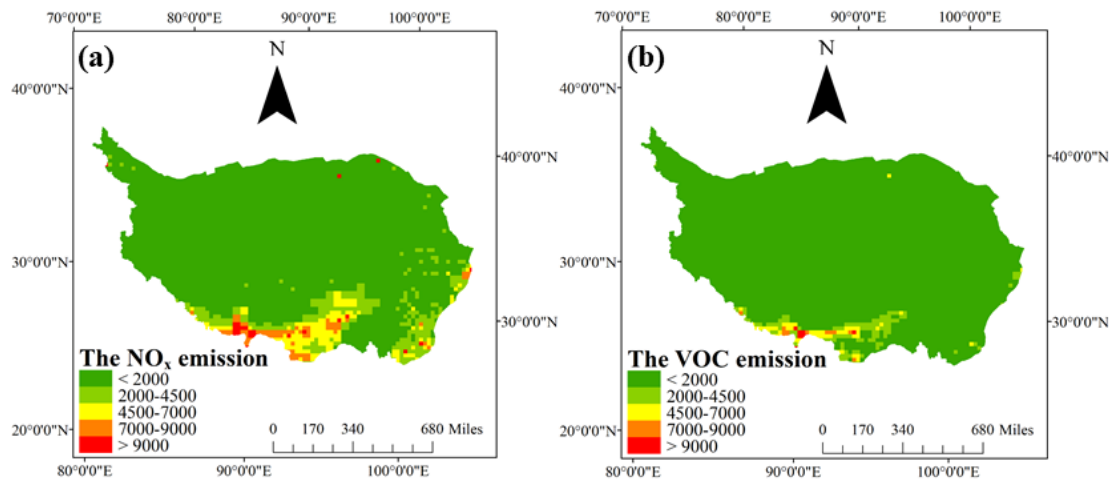 70°0'0"E 80°0'0"E 90°0'0"E 100°0'0"E
(a)
N
40°0'0"N
40°0'0"N
30°0'0"N
30°0'0"N
The NOx emission
< 2000
2000-4500
4500-7000
7000-9000
> 9000
0 170 340 680 Miles
20°0'0"N
80°0'0"E 90°0'0"E 100°0'0"E
70°0'0"E 80°0'0"E 90°0'0"E 100°0'0"E
(b)
N
40°0'0"N
40°0'0"N
30°0'0"N
30°0'0"N
The VOC emission
< 2000
2000-4500
4500-7000
7000-9000
> 9000
0 170 340 680 Miles
20°0'0"N
80°0'0"E 90°0'0"E 100°0'0"E